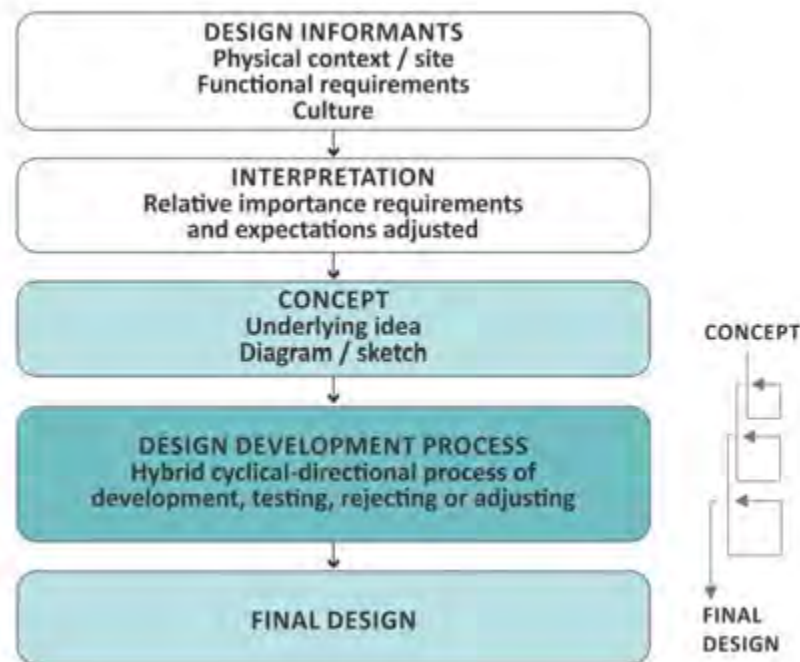 DESIGN INFORMANTS
Physical context / site
Functional requirements
Culture
INTERPRETATION
Relative importance requirements
and expectations adjusted
CONCEPT
Underlying idea
Diagram / sketch
DESIGN DEVELOPMENT PROCESS
Hybrid cyclical-directional process of
development, testing, rejecting or adjusting
FINAL DESIGN
CONCEPT
FINAL
DESIGN